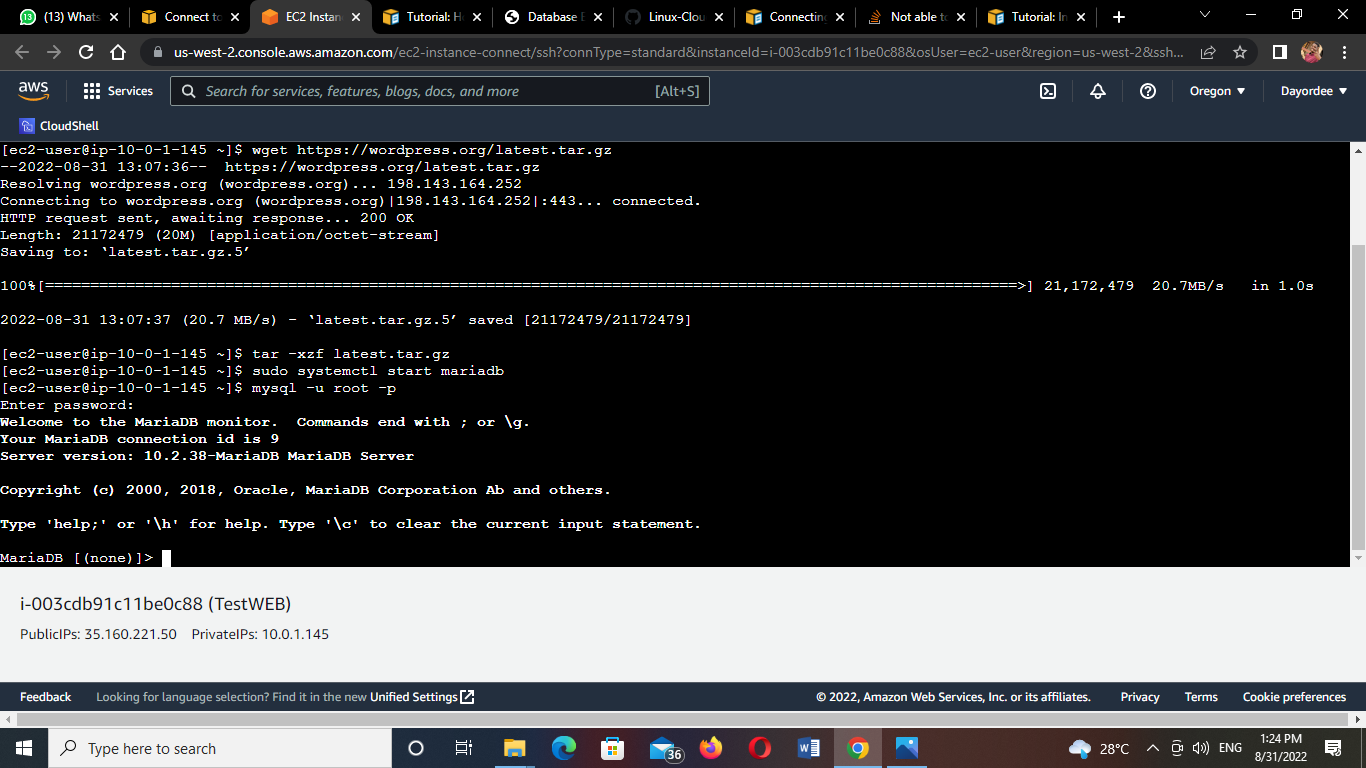 (13) Whats
Connect to
EC2 Instan
Tutorial: H
Database E
Linux-Clou
Connecting
Not able to
Tutorial: In
us-west-2.console.aws.amazon.com/ec2-instance-connect/ssh?connType=standard&instanceId=i-003cdb91c11be0c88&osUser=ec2-user&region=us-west-2&ssh...
aws
Services
Search for services, features, blogs, docs, and more
[Alt+S]
Oregon
Dayordee
CloudShell
[ec2-user@ip-10-0-1-145 ~]$ wget https://wordpress.org/latest.tar.gz
--2022-08-31 13:07:36-- https://wordpress.org/latest.tar.gz
Resolving wordpress.org (wordpress.org)... 198.143.164.252
Connecting to wordpress.org (wordpress.org)|198.143.164.252|:443... connected.
HTTP request sent, awaiting response... 200 OK
Length: 21172479 (20M) [application/octet-stream]
Saving to: ‘latest.tar.gz.5’
100%[============================================================================================================>] 21,172,479 20.7MB/s in 1.0s
2022-08-31 13:07:37 (20.7 MB/s) - ‘latest.tar.gz.5’ saved [21172479/21172479]
[ec2-user@ip-10-0-1-145 ~]$ tar -xzf latest.tar.gz
[ec2-user@ip-10-0-1-145 ~]$ sudo systemctl start mariadb
[ec2-user@ip-10-0-1-145 ~]$ mysql -u root -p
Enter password:
Welcome to the MariaDB monitor. Commands end with ; or \g.
Your MariaDB connection id is 9
Server version: 10.2.38-MariaDB MariaDB Server
Copyright (c) 2000, 2018, Oracle, MariaDB Corporation Ab and others.
Type 'help;' or '\h' for help. Type '\c' to clear the current input statement.
MariaDB [(none)]>
i-003cdb91c11be0c88 (TestWEB)
PublicIPs: 35.160.221.50 PrivateIPs: 10.0.1.145
Feedback
Looking for language selection? Find it in the new Unified Settings
© 2022, Amazon Web Services, Inc. or its affiliates.
Privacy
Terms
Cookie preferences
Type here to search
36
28°C
ENG
1:24 PM
8/31/2022